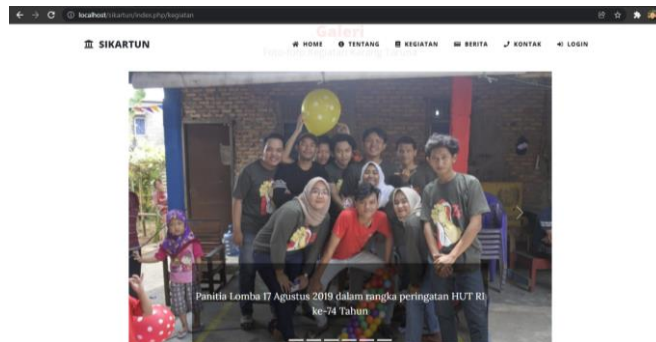 localhost/sikartun/index.php/kegiatan
Galeri
SIKARTUN
HOME TENTANG KEGIATAN BERITA KONTAK LOGIN
Panitia Lomba 17 Agustus 2019 dalam rangka peringatan HUT RI
ke-74 Tahun